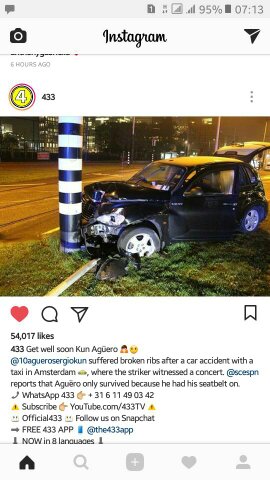 95% 07:13
Instagram
6 HOURS AGO
4
433
54,017 likes
433 Get well soon Kun Agüero
@10aguerosergiokun suffered broken ribs after a car accident with a
taxi in Amsterdam, where the striker witnessed a concert. @scespn
reports that Agüero only survived because he had his seatbelt on.
WhatsApp 433 + 31 6 11 49 03 42
Subscribe YouTube.com/433TV
Official433 Follow us on Snapchat
FREE 433 APP @the433app
NOW in 8 languages